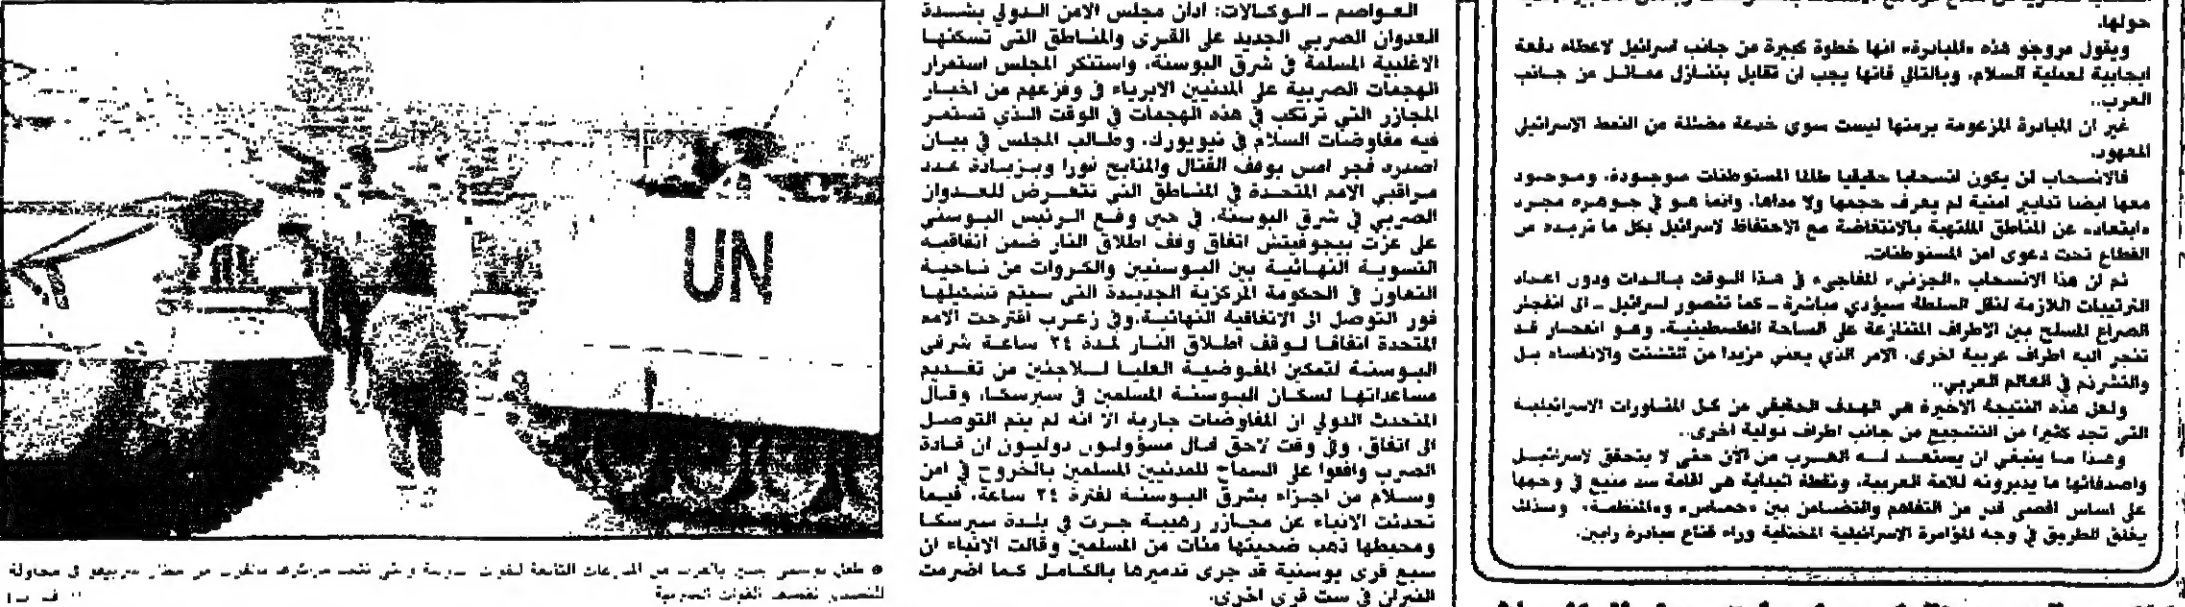 حولها.
ويقول مروجو هذه «المبادرة» انها خطوة كبيرة من جانب اسرائيل لاعطاء دفعة
ايجابية لعملية السلام، وبالتالي فانها يجب ان تقابل بتنازل مماثل من جانب
العرب..
غير ان المبادرة المزعومة برمتها ليست سوى خدعة مضللة من النمط الاسرائيلي
المعهود.
فالانسحاب لن يكون انسحابا حقيقيا طالما المستوطنات موجودة، وموجود
معها ايضا تدابير امنية لم يعرف حجمها ولا مداها، وانما هو في جوهره مجرد
«ابتعاد» عن المناطق الملتهبة بالانتفاضة مع الاحتفاظ لاسرائيل بكل ما تريده من
القطاع تحت دعوى امن المستوطنات.
ثم ان هذا الانسحاب «الجزئي» المفاجيء في هذا الوقت بالذات ودون اعداد
الترتيبات اللازمة لنقل السلطة سيؤدي مباشرة ـ كما تتصور اسرائيل ـ الى انفجار
الصراع المسلح بين الاطراف المتنازعة على الساحة الفلسطينية، وهو انفجار قد
تنجر اليه اطراف عربية اخرى، الامر الذي يعني مزيدا من التشتت والانقسام بل
والتشرذم في العالم العربي..
ولعل هذه النتيجة الاخيرة هي الهدف الحقيقي من كل المناورات الاسرائيلية
التي تجد كثيرا من التشجيع من جانب اطراف دولية اخرى..
وهذا ما ينبغي ان يستعد له العرب من الآن حتى لا يتحقق لاسرائيل
واصدقائها ما يدبرونه للامة العربية، ونقطة البداية هي اقامة سد منيع في وجهها
على اساس اقصى قدر من التفاهم والتضامن بين «حماس» و«المنظمة» وبذلك
ينغلق الطريق في وجه المؤامرة الاسرائيلية المختفية وراء قناع مبادرة رابين.
العواصم ـ الوكالات: ادان مجلس الامن الدولي بشدة
العدوان الصربي الجديد على القرى والمناطق التي تسكنها
الاغلبية المسلمة في شرق البوسنة، واستنكر المجلس استمرار
الهجمات الصربية على المدنيين الابرياء في وفزعهم من اخبار
المجازر التي ترتكب في هذه الهجمات في الوقت الذي تستمر
فيه مفاوضات السلام في نيويورك. وطالب المجلس في بيان
اصدره فجر امس بوقف القتال والمذابح فورا وبزيادة عدد
مراقبي الامم المتحدة في المناطق التي تتعرض للعدوان
الصربي في شرق البوسنة، في حين وقع الرئيس البوسني
على عزت بيجوفيتش اتفاق وقف اطلاق النار ضمن اتفاقية
التسوية النهائية بين البوسنيين والكروات من ناحية
التعاون في الحكومة المركزية الجديدة التي سيتم تشكيلها
فور التوصل الى الاتفاقية النهائية.وفي زغرب اقترحت الامم
المتحدة اتفاقا لوقف اطلاق النار لمدة ٢٤ ساعة شرقي
البوسنة لتمكين المفوضية العليا للاجئين من تقديم
مساعداتها لسكان البوسنة المسلمين في سيرسكا، وقال
المتحدث الدولي ان المفاوضات جارية الا انه لم يتم التوصل
الى اتفاق، وفي وقت لاحق قال مسؤولون دوليون ان قادة
الصرب وافقوا على السماح للمدنيين المسلمين بالخروج في امن
وسلام من اجزاء بشرق البوسنة لفترة ٢٤ ساعة، فيما
تحدثت الانباء عن مجازر رهيبة جرت في بلدة سيرسكا
ومحيطها ذهب ضحيتها مئات من المسلمين وقالت الانباء ان
سبع قرى بوسنية قد جرى تدميرها بالكامل كما اضرمت
النيران في ست قرى اخرى.
UN
طفل بوسني بالقرب من المدرعات التابعة لقوات من مطار سراييفو في محاولة
للتصدي لقصف القوات الصربية